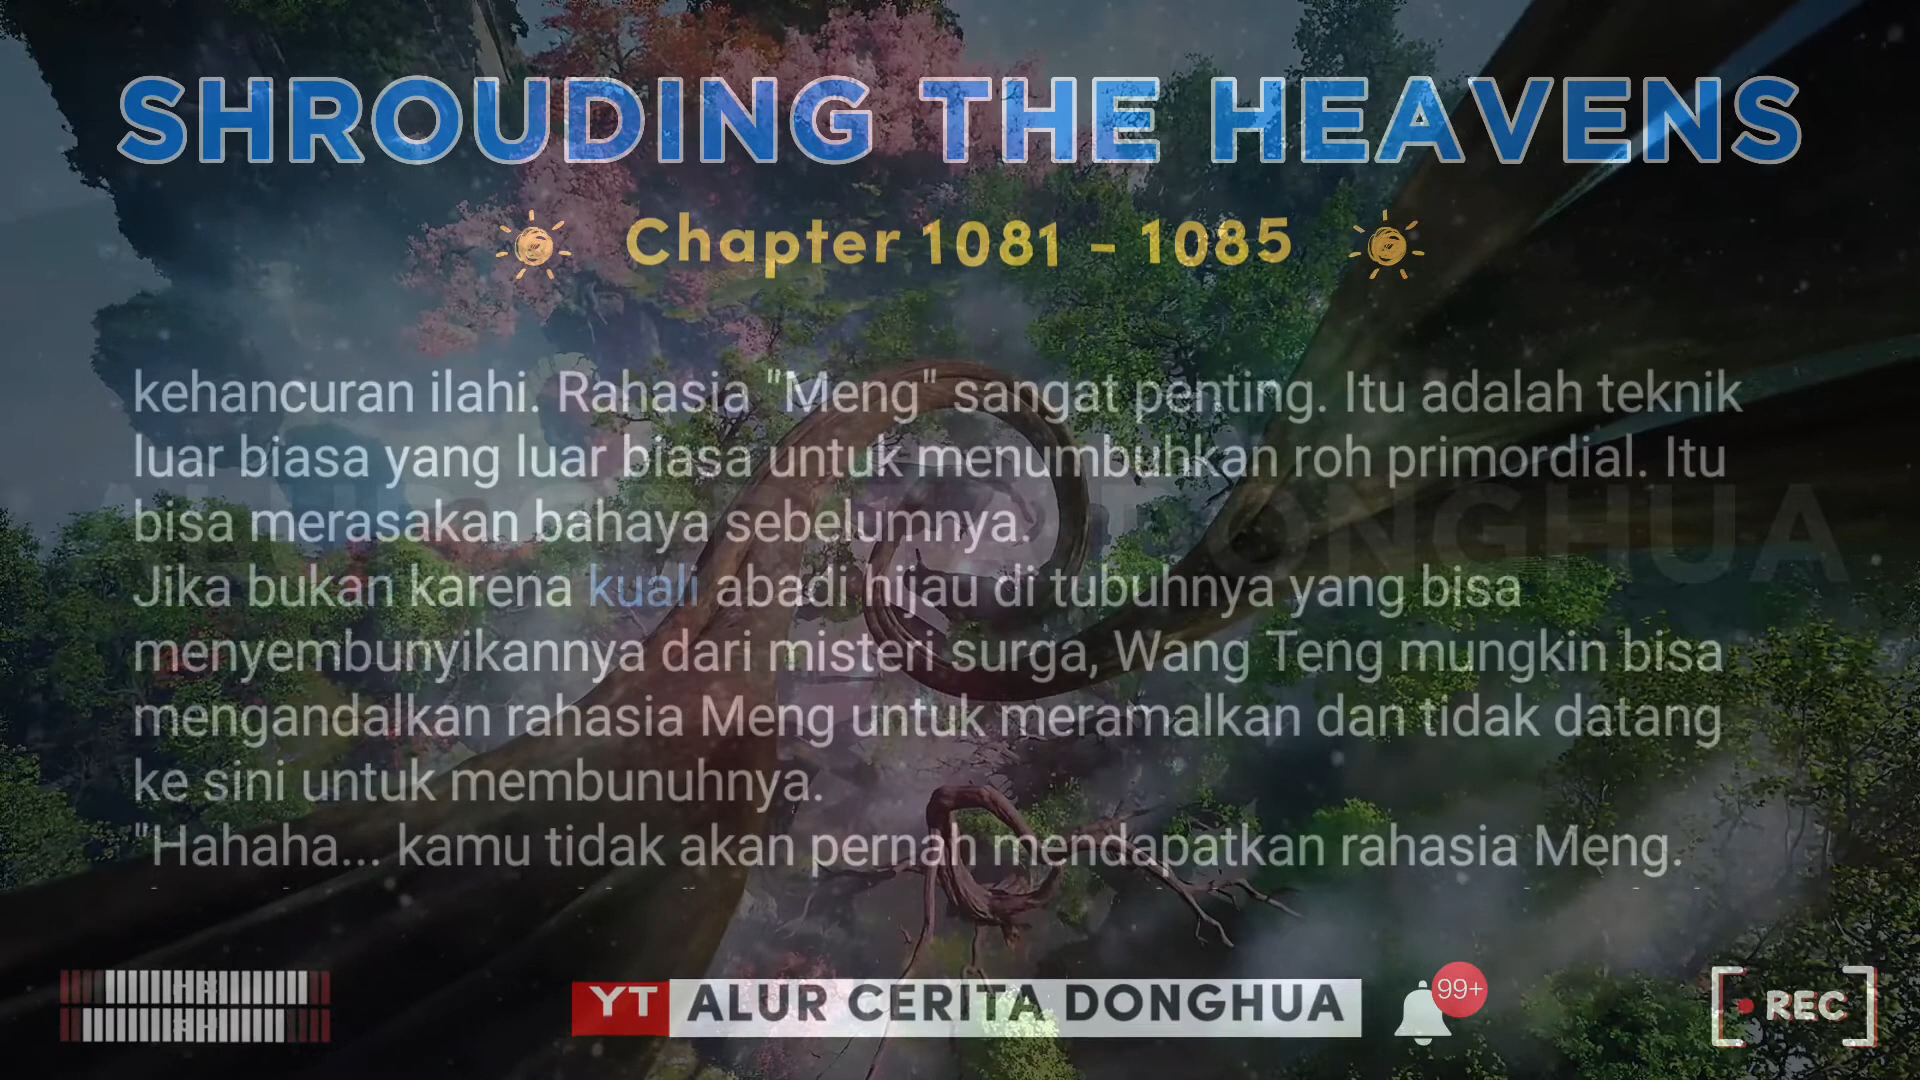 SHROUDING THE HEAVENS
Chapter 1081 - 1085
kehancuran ilahi. Rahasia "Meng" sangat penting. Itu adalah teknik
luar biasa yang luar biasa untuk menumbuhkan roh primordial. Itu
bisa merasakan bahaya sebelumnya.
Jika bukan karena kuali abadi hijau di tubuhnya yang bisa
menyembunyikannya dari misteri surga, Wang Teng mungkin bisa
mengandalkan rahasia Meng untuk meramalkan dan tidak datang
ke sini untuk membunuhnya.
"Hahaha... kamu tidak akan pernah mendapatkan rahasia Meng.
YT ALUR CERITA DONGHUA
99+
REC